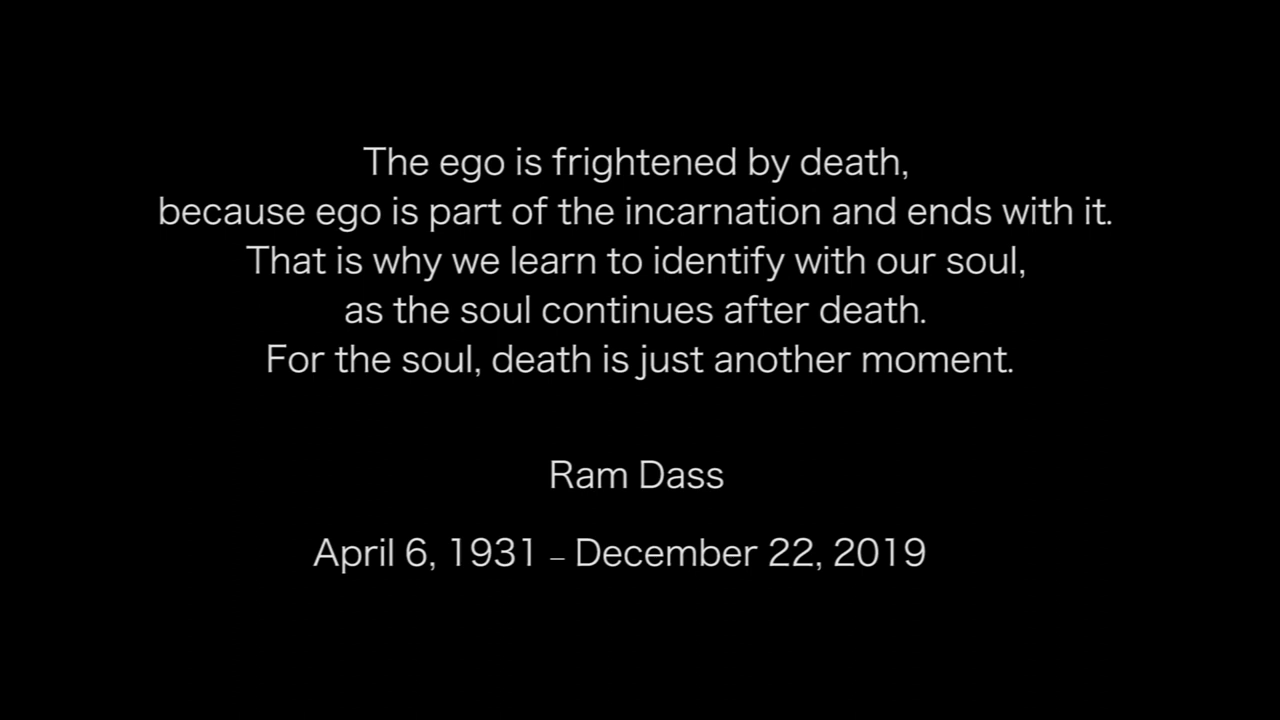 The ego is frightened by death,
because ego is part of the incarnation and ends with it.
That is why we learn to identify with our soul,
as the soul continues after death.
For the soul, death is just another moment.
Ram Dass
April 6, 1931 – December 22, 2019